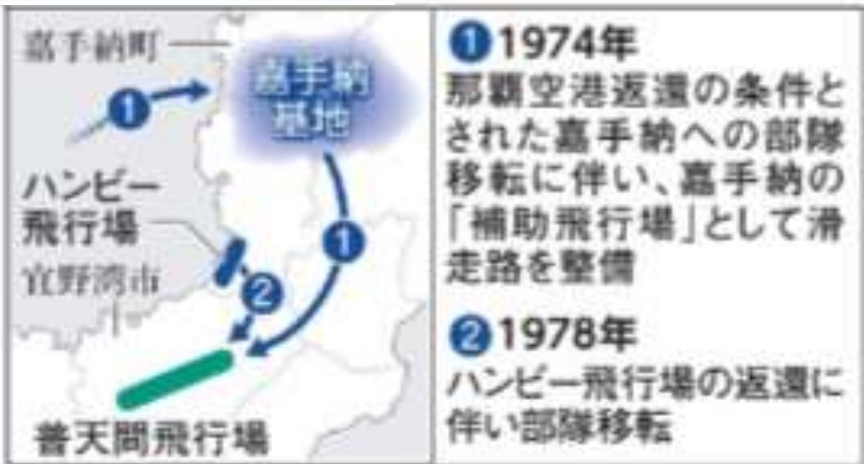 嘉手納町
嘉手納
基地
❶
ハンビー
飛行場
宜野湾市
❶
❷
普天間飛行場
❶1974年
那覇空港返還の条件と
された嘉手納への部隊
移転に伴い、嘉手納の
「補助飛行場」として滑
走路を整備
❷1978年
ハンビー飛行場の返還に
伴い部隊移転